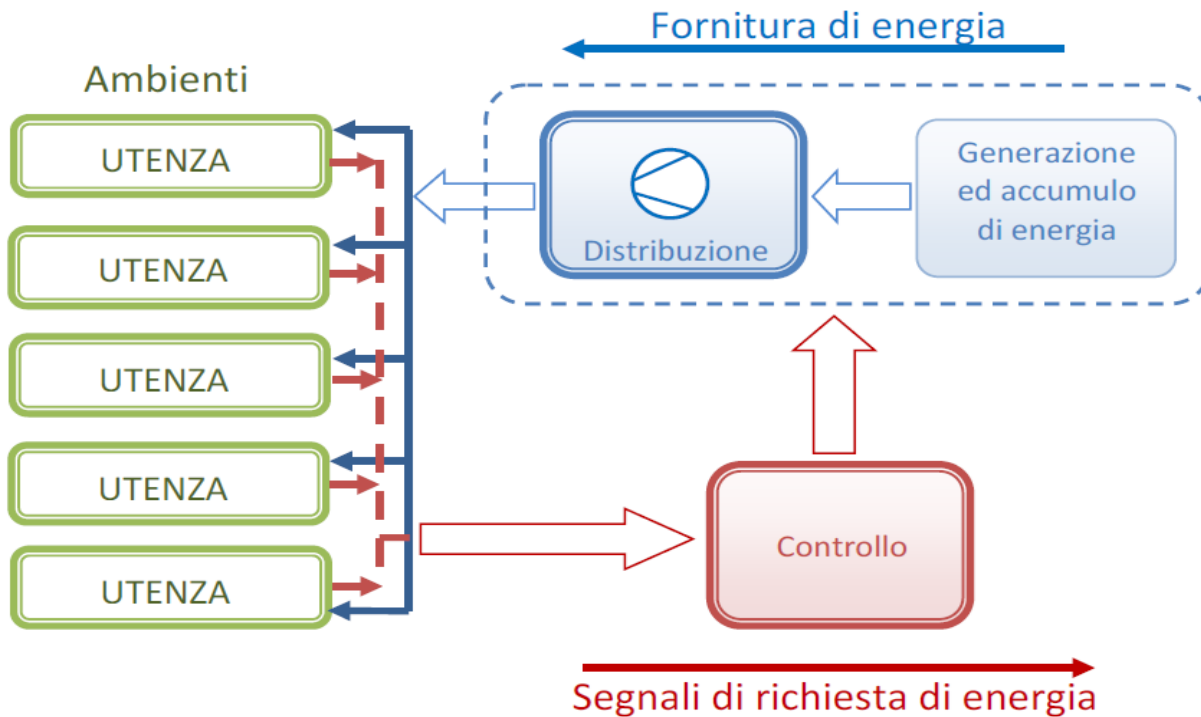 Fornitura di energia
Ambienti
UTENZA
UTENZA
UTENZA
UTENZA
UTENZA
Distribuzione
Generazione
ed accumulo
di energia
Controllo
Segnali di richiesta di energia